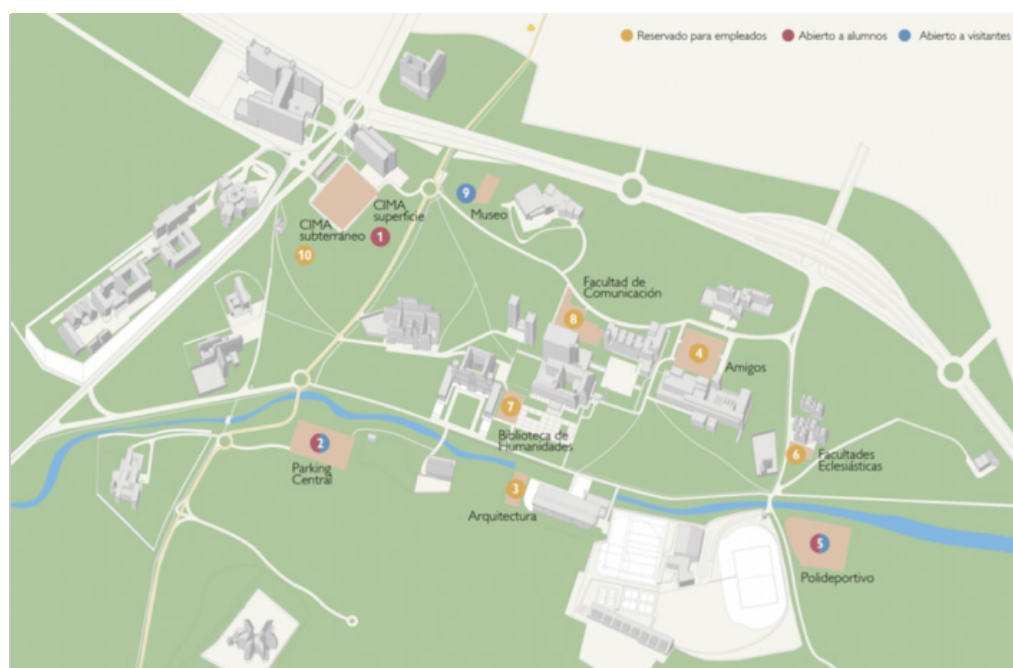 Reservado para empleados
Abierto a alumnos
Abierto a visitantes
9
Museo
CIMA
superficie
1
CIMA
subterráneo
10
Facultad de
Comunicación
8
4
Amigos
7
Biblioteca de
Humanidades
2
Parking
Central
6
Facultades
Eclesiásticas
3
Arquitectura
5
Polideportivo